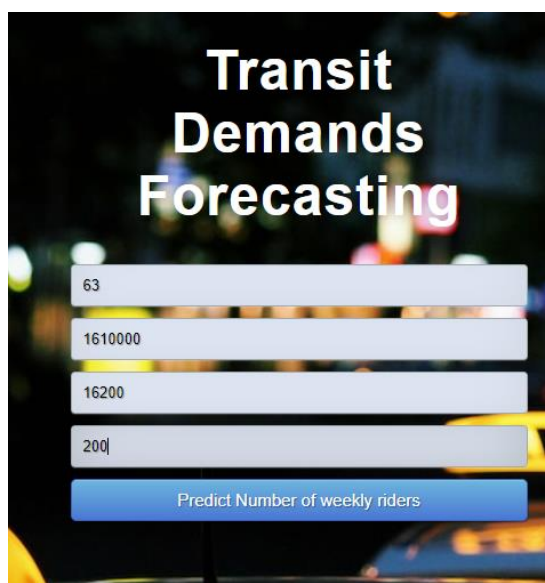 Transit
Demands
Forecasting
63
1610000
16200
200
Predict Number of weekly riders